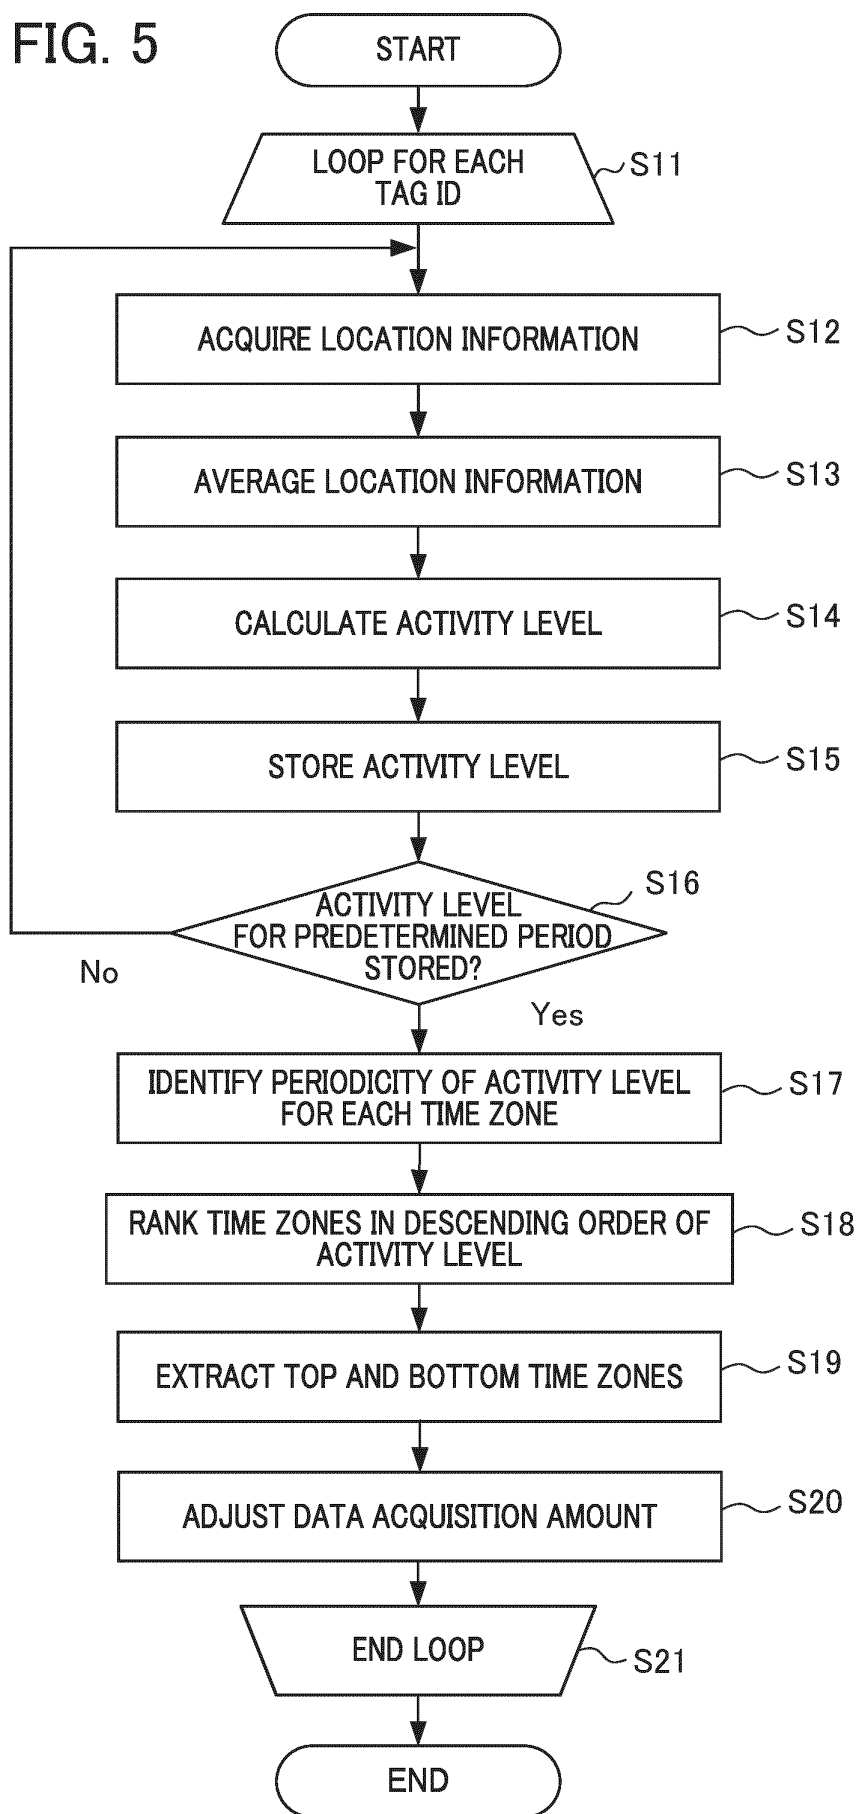 FIG. 5
START
LOOP FOR EACH
TAG ID
S11
ACQUIRE LOCATION INFORMATION
S12
AVERAGE LOCATION INFORMATION
S13
CALCULATE ACTIVITY LEVEL
S14
STORE ACTIVITY LEVEL
S15
ACTIVITY LEVEL
FOR PREDETERMINED PERIOD
STORED?
S16
No
Yes
IDENTIFY PERIODICITY OF ACTIVITY LEVEL
FOR EACH TIME ZONE
S17
RANK TIME ZONES IN DESCENDING ORDER OF
ACTIVITY LEVEL
S18
EXTRACT TOP AND BOTTOM TIME ZONES
S19
ADJUST DATA ACQUISITION AMOUNT
S20
END LOOP
S21
END